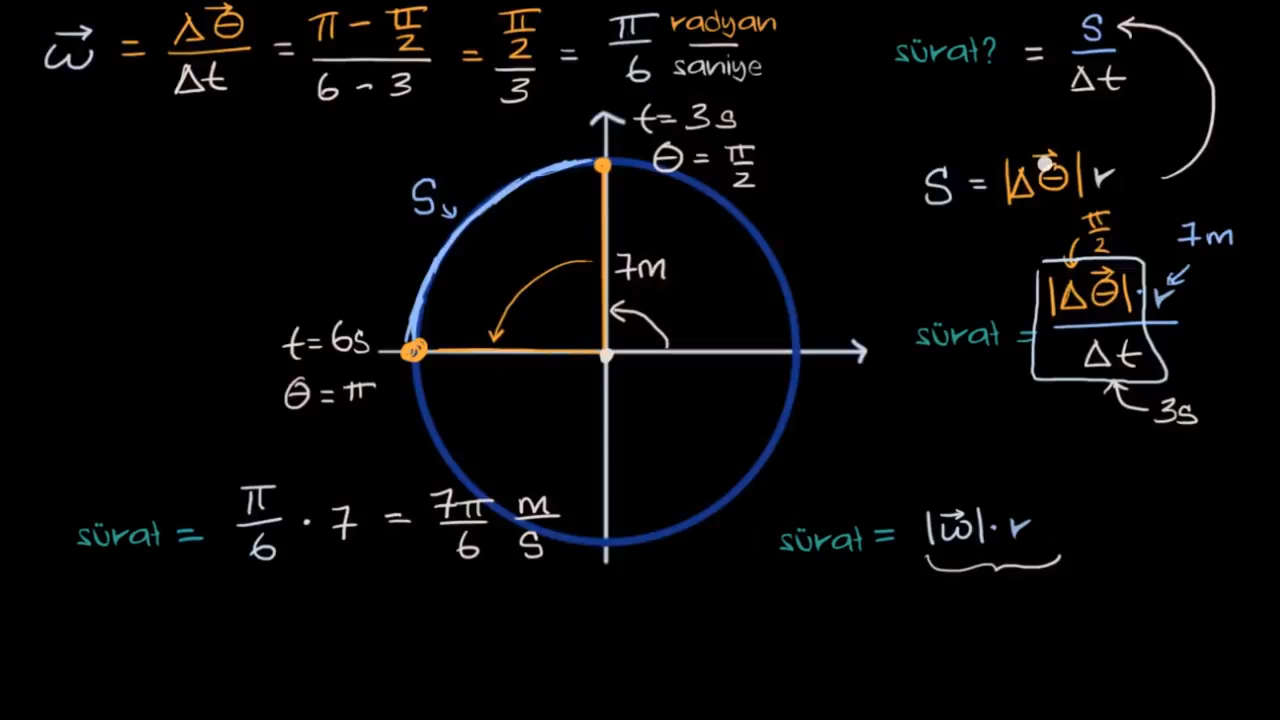 ω⃗ = Δθ⃗/Δt = (π - π/2)/(6 - 3) = (π/2)/3 = π/6 radyan/saniye
sürat? = S/Δt
t = 3s
θ = π/2
S = |Δθ⃗| r
S
π/2
7m
7m
sürat = |Δθ⃗| · r / Δt
3s
t = 6s
θ = π
sürat = π/6 · 7 = 7π/6 m/s
sürat = |ω⃗| · r